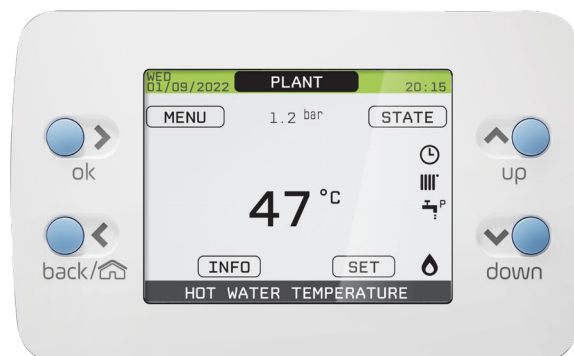 WED
01/09/2022 PLANT 20:15
MENU 1.2 bar STATE
ok
up
47 °C
P
back/
INFO SET
down
HOT WATER TEMPERATURE